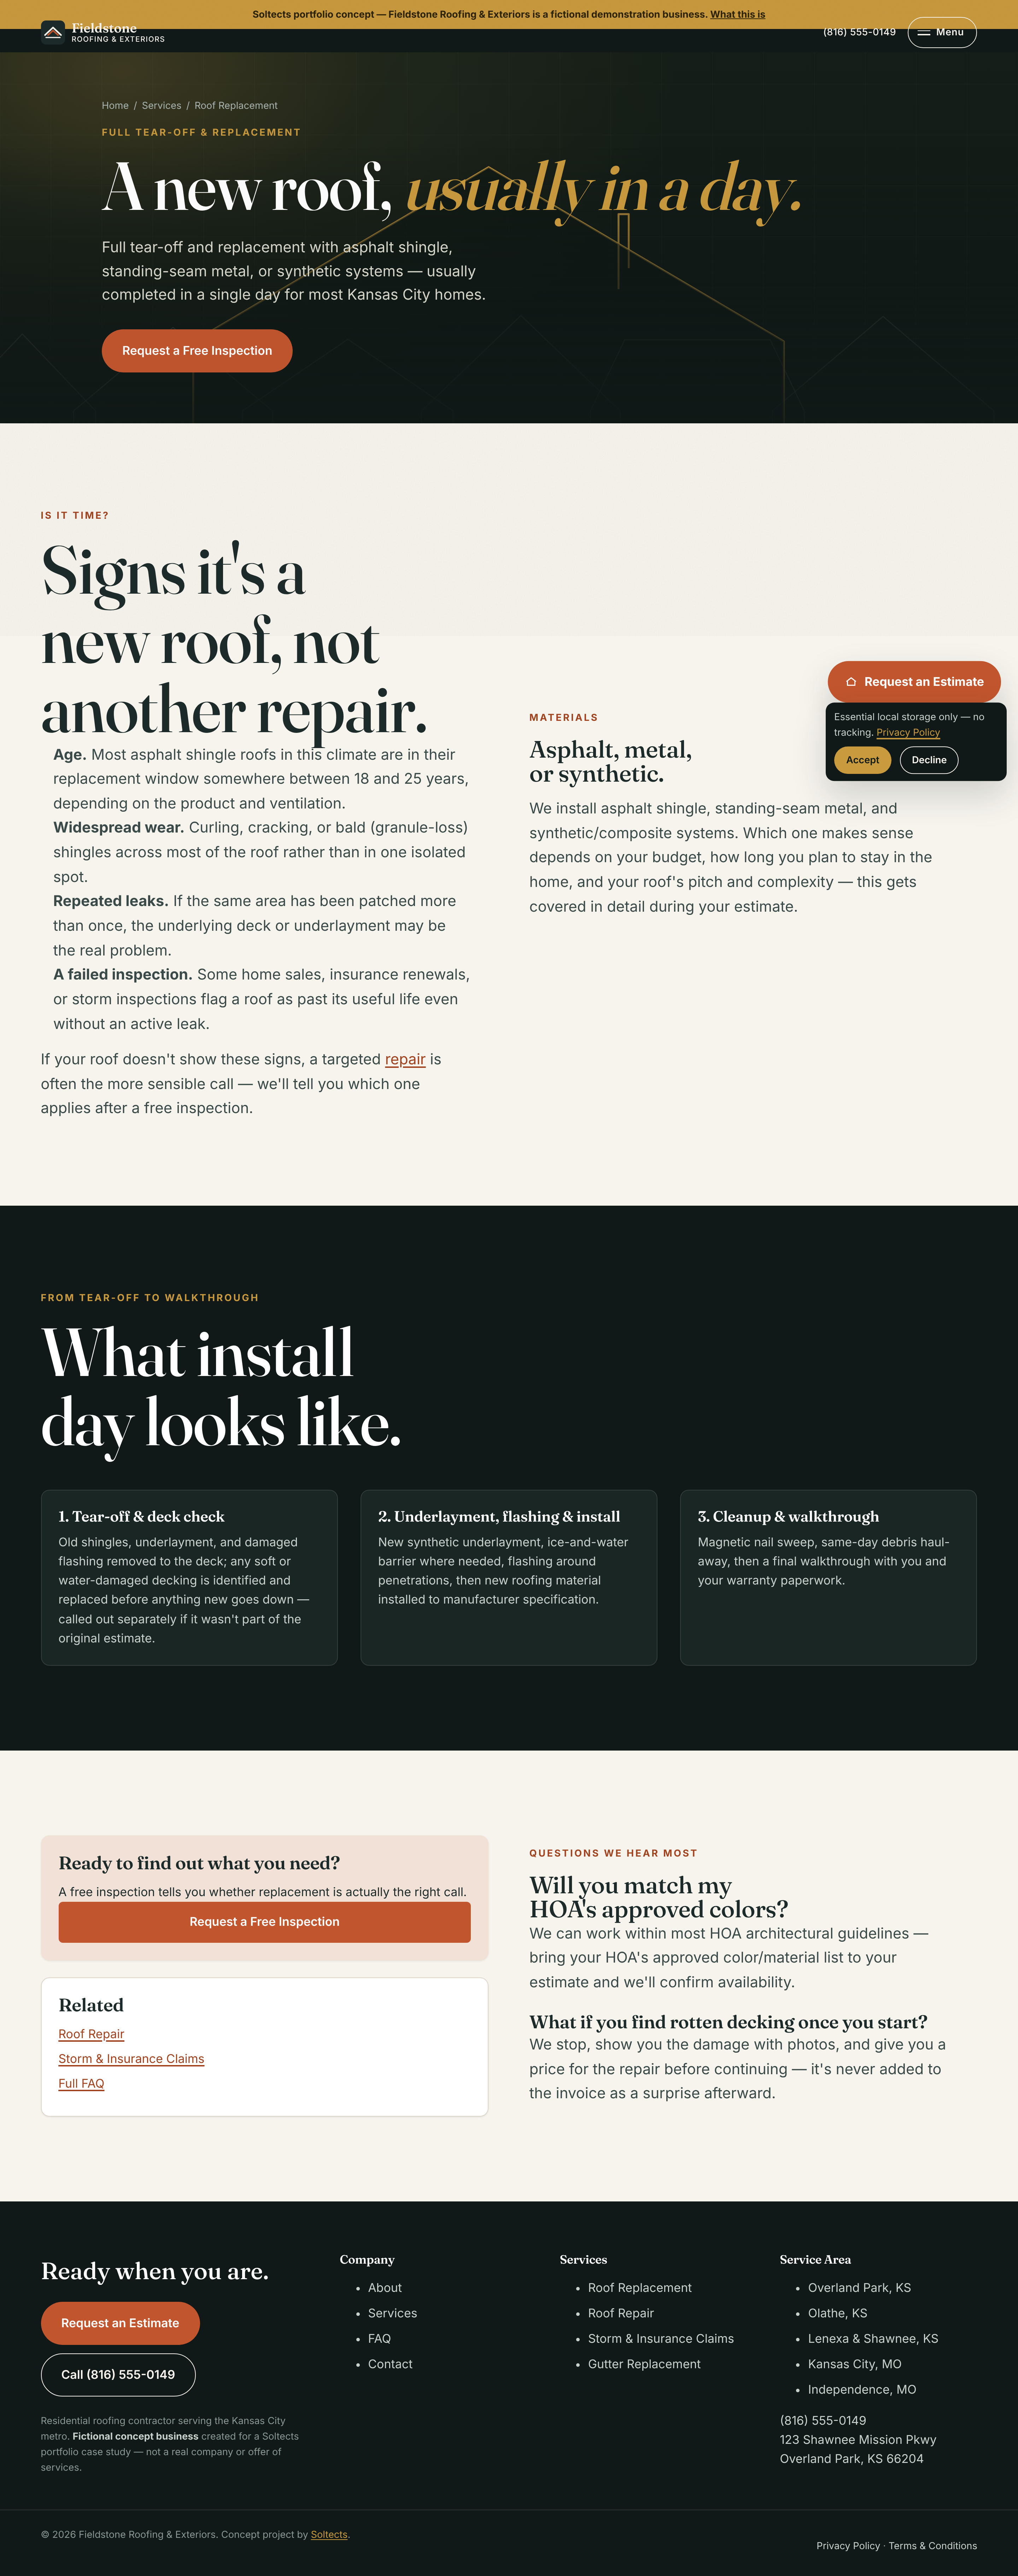 Soltects portfolio concept — Fieldstone Roofing & Exteriors is a fictional demonstration business. What this is
Fieldstone
ROOFING & EXTERIORS
(816) 555-0149
Menu
Home / Services / Roof Replacement
FULL TEAR-OFF & REPLACEMENT
A new roof, usually in a day.
Full tear-off and replacement with asphalt shingle,
standing-seam metal, or synthetic systems — usually
completed in a single day for most Kansas City homes.
Request a Free Inspection
IS IT TIME?
Signs it's a
new roof, not
another repair.
Age. Most asphalt shingle roofs in this climate are in their
replacement window somewhere between 18 and 25 years,
depending on the product and ventilation.
Widespread wear. Curling, cracking, or bald (granule-loss)
shingles across most of the roof rather than in one isolated
spot.
Repeated leaks. If the same area has been patched more
than once, the underlying deck or underlayment may be
the real problem.
A failed inspection. Some home sales, insurance renewals,
or storm inspections flag a roof as past its useful life even
without an active leak.
If your roof doesn't show these signs, a targeted repair is
often the more sensible call — we'll tell you which one
applies after a free inspection.
MATERIALS
Asphalt, metal,
or synthetic.
We install asphalt shingle, standing-seam metal, and
synthetic/composite systems. Which one makes sense
depends on your budget, how long you plan to stay in the
home, and your roof's pitch and complexity — this gets
covered in detail during your estimate.
Request an Estimate
Essential local storage only — no
tracking. Privacy Policy
Accept
Decline
FROM TEAR-OFF TO WALKTHROUGH
What install
day looks like.
1. Tear-off & deck check
Old shingles, underlayment, and damaged
flashing removed to the deck; any soft or
water-damaged decking is identified and
replaced before anything new goes down —
called out separately if it wasn't part of the
original estimate.
2. Underlayment, flashing & install
New synthetic underlayment, ice-and-water
barrier where needed, flashing around
penetrations, then new roofing material
installed to manufacturer specification.
3. Cleanup & walkthrough
Magnetic nail sweep, same-day debris haul-
away, then a final walkthrough with you and
your warranty paperwork.
Ready to find out what you need?
A free inspection tells you whether replacement is actually the right call.
Request a Free Inspection
Related
Roof Repair
Storm & Insurance Claims
Full FAQ
QUESTIONS WE HEAR MOST
Will you match my
HOA's approved colors?
We can work within most HOA architectural guidelines —
bring your HOA's approved color/material list to your
estimate and we'll confirm availability.
What if you find rotten decking once you start?
We stop, show you the damage with photos, and give you a
price for the repair before continuing — it's never added to
the invoice as a surprise afterward.
Ready when you are.
Request an Estimate
Call (816) 555-0149
Residential roofing contractor serving the Kansas City
metro. Fictional concept business created for a Soltects
portfolio case study — not a real company or offer of
services.
Company
• About
• Services
• FAQ
• Contact
Services
• Roof Replacement
• Roof Repair
• Storm & Insurance Claims
• Gutter Replacement
Service Area
• Overland Park, KS
• Olathe, KS
• Lenexa & Shawnee, KS
• Kansas City, MO
• Independence, MO
(816) 555-0149
123 Shawnee Mission Pkwy
Overland Park, KS 66204
© 2026 Fieldstone Roofing & Exteriors. Concept project by Soltects.
Privacy Policy · Terms & Conditions